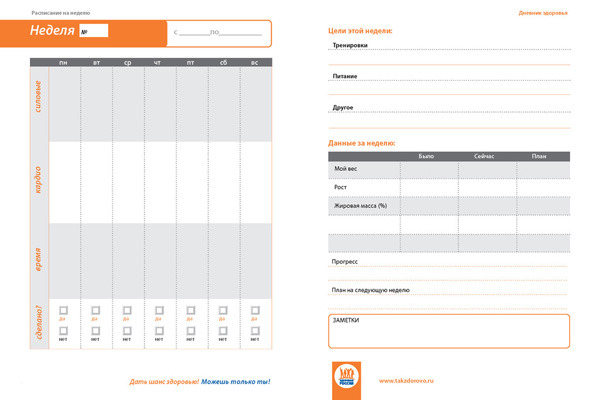 Расписание на неделю
Неделя №
с ________по___________
пн вт ср чт пт сб вс
силовые
кардио
время
сделано?
да да да да да да да
нет нет нет нет нет нет нет
Дать шанс здоровью! Можешь только ты!
Дневник здоровья
Цели этой недели:
Тренировки
Питание
Другое
Данные за неделю:
Было Сейчас План
Мой вес
Рост
Жировая масса (%)
Прогресс
План на следующую неделю
ЗАМЕТКИ
РОССИЯ
www.takzdorovo.ru